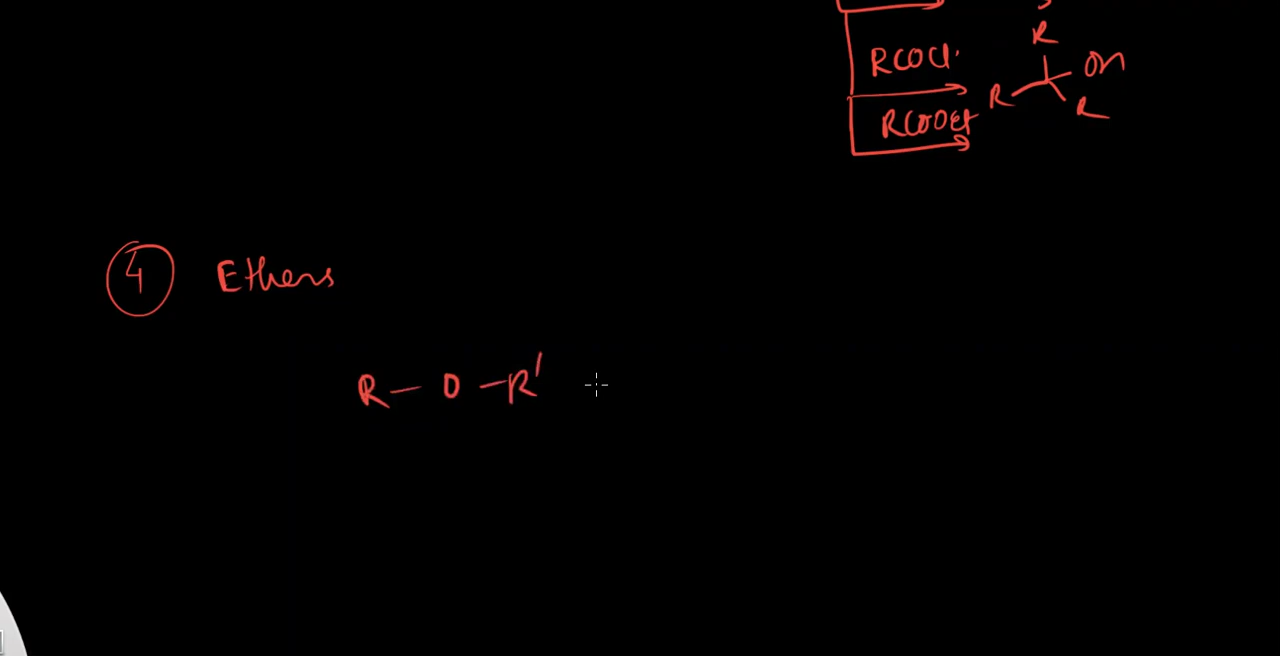 R
RCOCl.
OH
R
R
RCOOEt
4 Ethers
R - O - R'